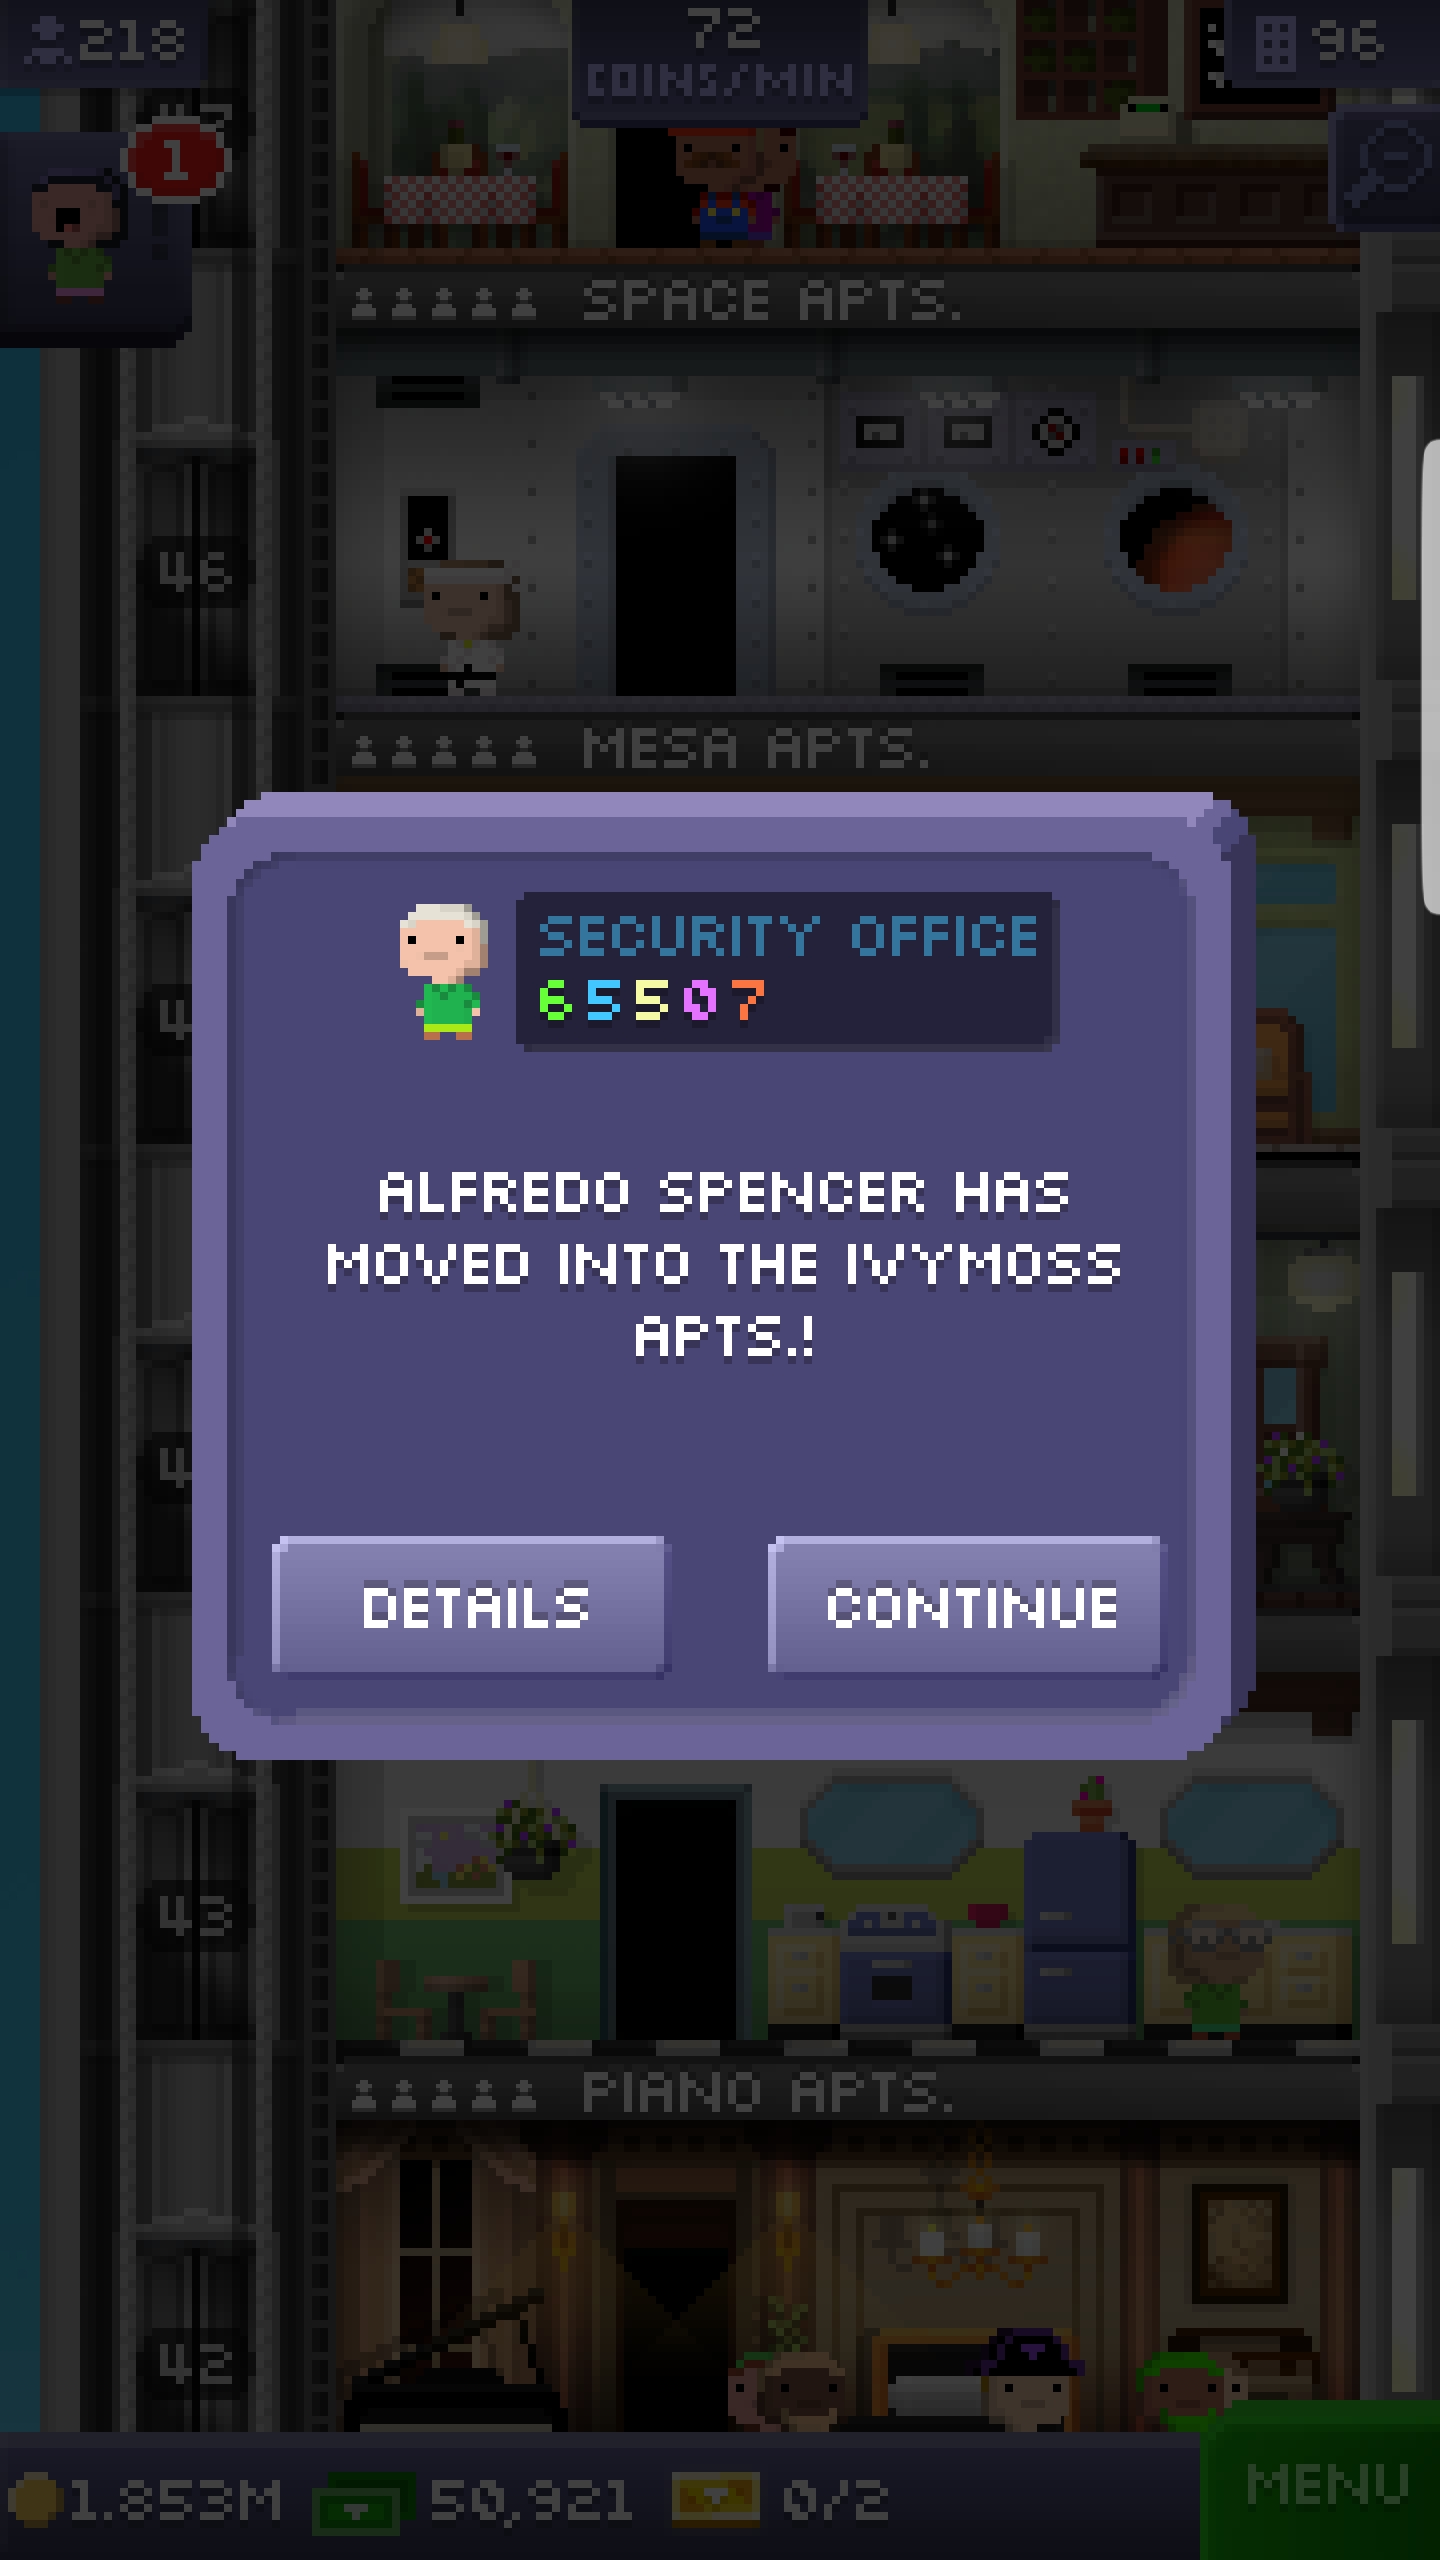 218
72
COINS/MIN
96
1
SPACE APTS.
46
MESA APTS.
SECURITY OFFICE
65507
ALFREDO SPENCER HAS
MOVED INTO THE IVYMOSS
APTS.!
DETAILS
CONTINUE
43
PIANO APTS.
42
1.853M
50,921
0/2
MENU